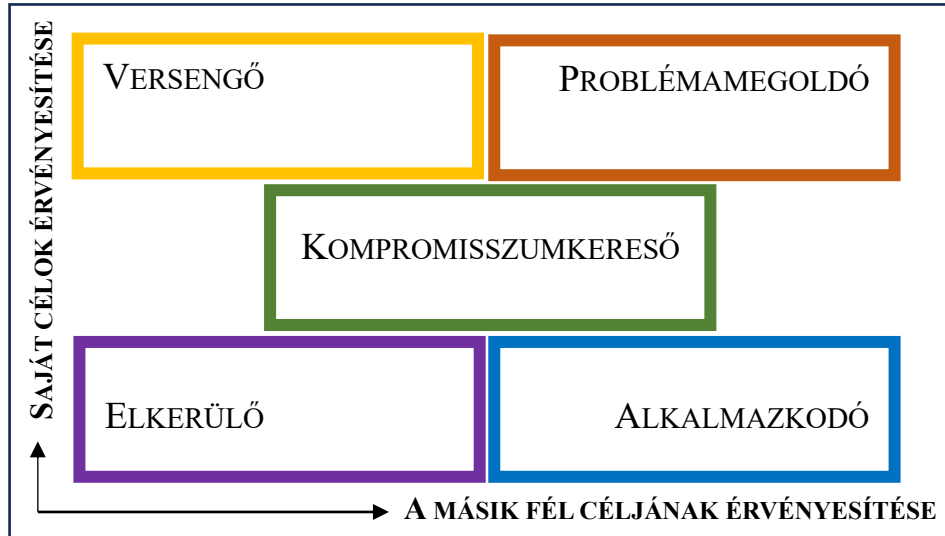 SAJÁT CÉLOK ÉRVÉNYESÍTÉSE
VERSENGŐ
PROBLÉMAMEGOLDÓ
KOMPROMISSZUMKERESŐ
ELKERÜLŐ
ALKALMAZKODÓ
A MÁSIK FÉL CÉLJÁNAK ÉRVÉNYESÍTÉSE